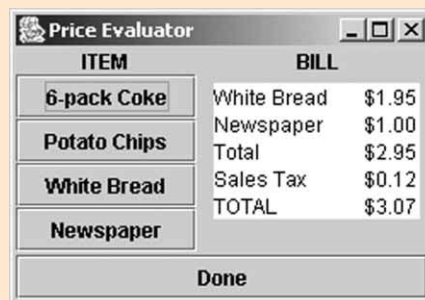 Price Evaluator
ITEM
BILL
6-pack Coke
Potato Chips
White Bread
Newspaper
White Bread $1.95
Newspaper $1.00
Total $2.95
Sales Tax $0.12
TOTAL $3.07
Done